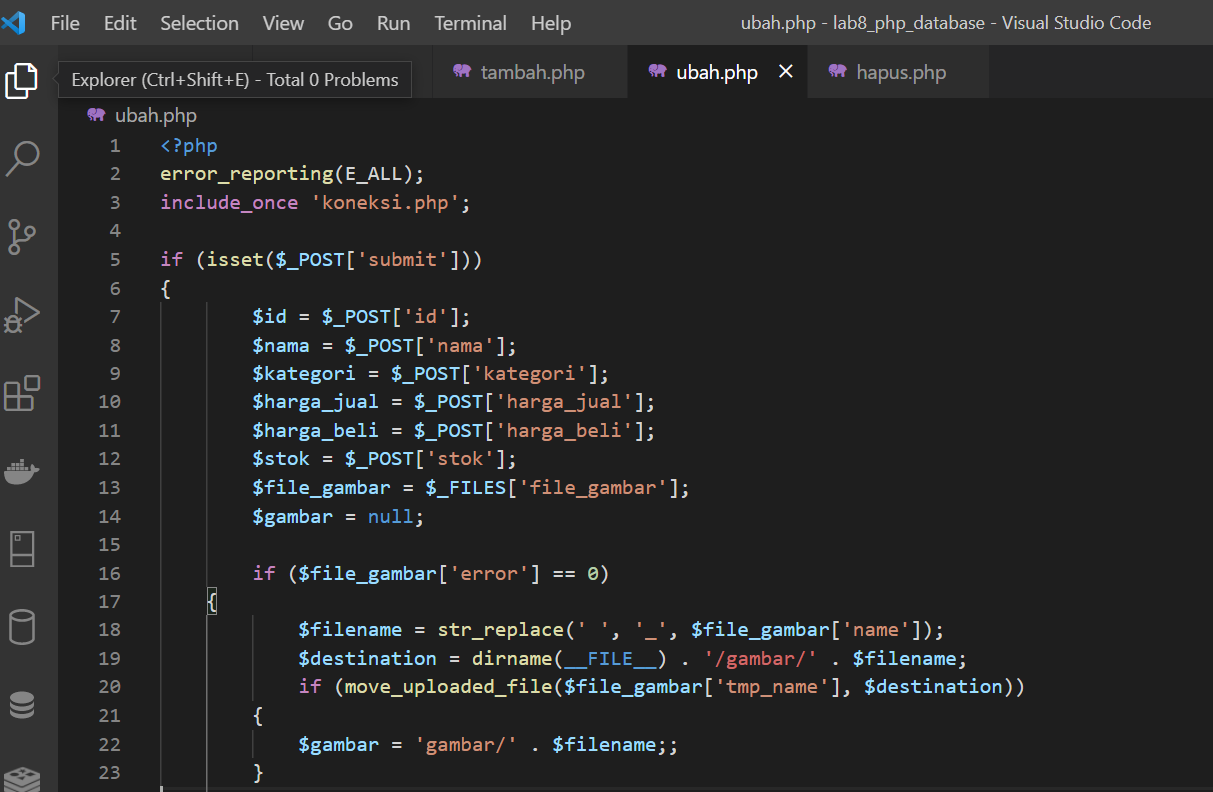 File Edit Selection View Go Run Terminal Help ubah.php - lab8_php_database - Visual Studio Code
Explorer (Ctrl+Shift+E) - Total 0 Problems tambah.php ubah.php hapus.php
ubah.php
1 <?php
2 error_reporting(E_ALL);
3 include_once 'koneksi.php';
4
5 if (isset($_POST['submit']))
6 {
7 $id = $_POST['id'];
8 $nama = $_POST['nama'];
9 $kategori = $_POST['kategori'];
10 $harga_jual = $_POST['harga_jual'];
11 $harga_beli = $_POST['harga_beli'];
12 $stok = $_POST['stok'];
13 $file_gambar = $_FILES['file_gambar'];
14 $gambar = null;
15
16 if ($file_gambar['error'] == 0)
17 {
18 $filename = str_replace(' ', '_', $file_gambar['name']);
19 $destination = dirname(__FILE__) . '/gambar/' . $filename;
20 if (move_uploaded_file($file_gambar['tmp_name'], $destination))
21 {
22 $gambar = 'gambar/' . $filename;;
23 }